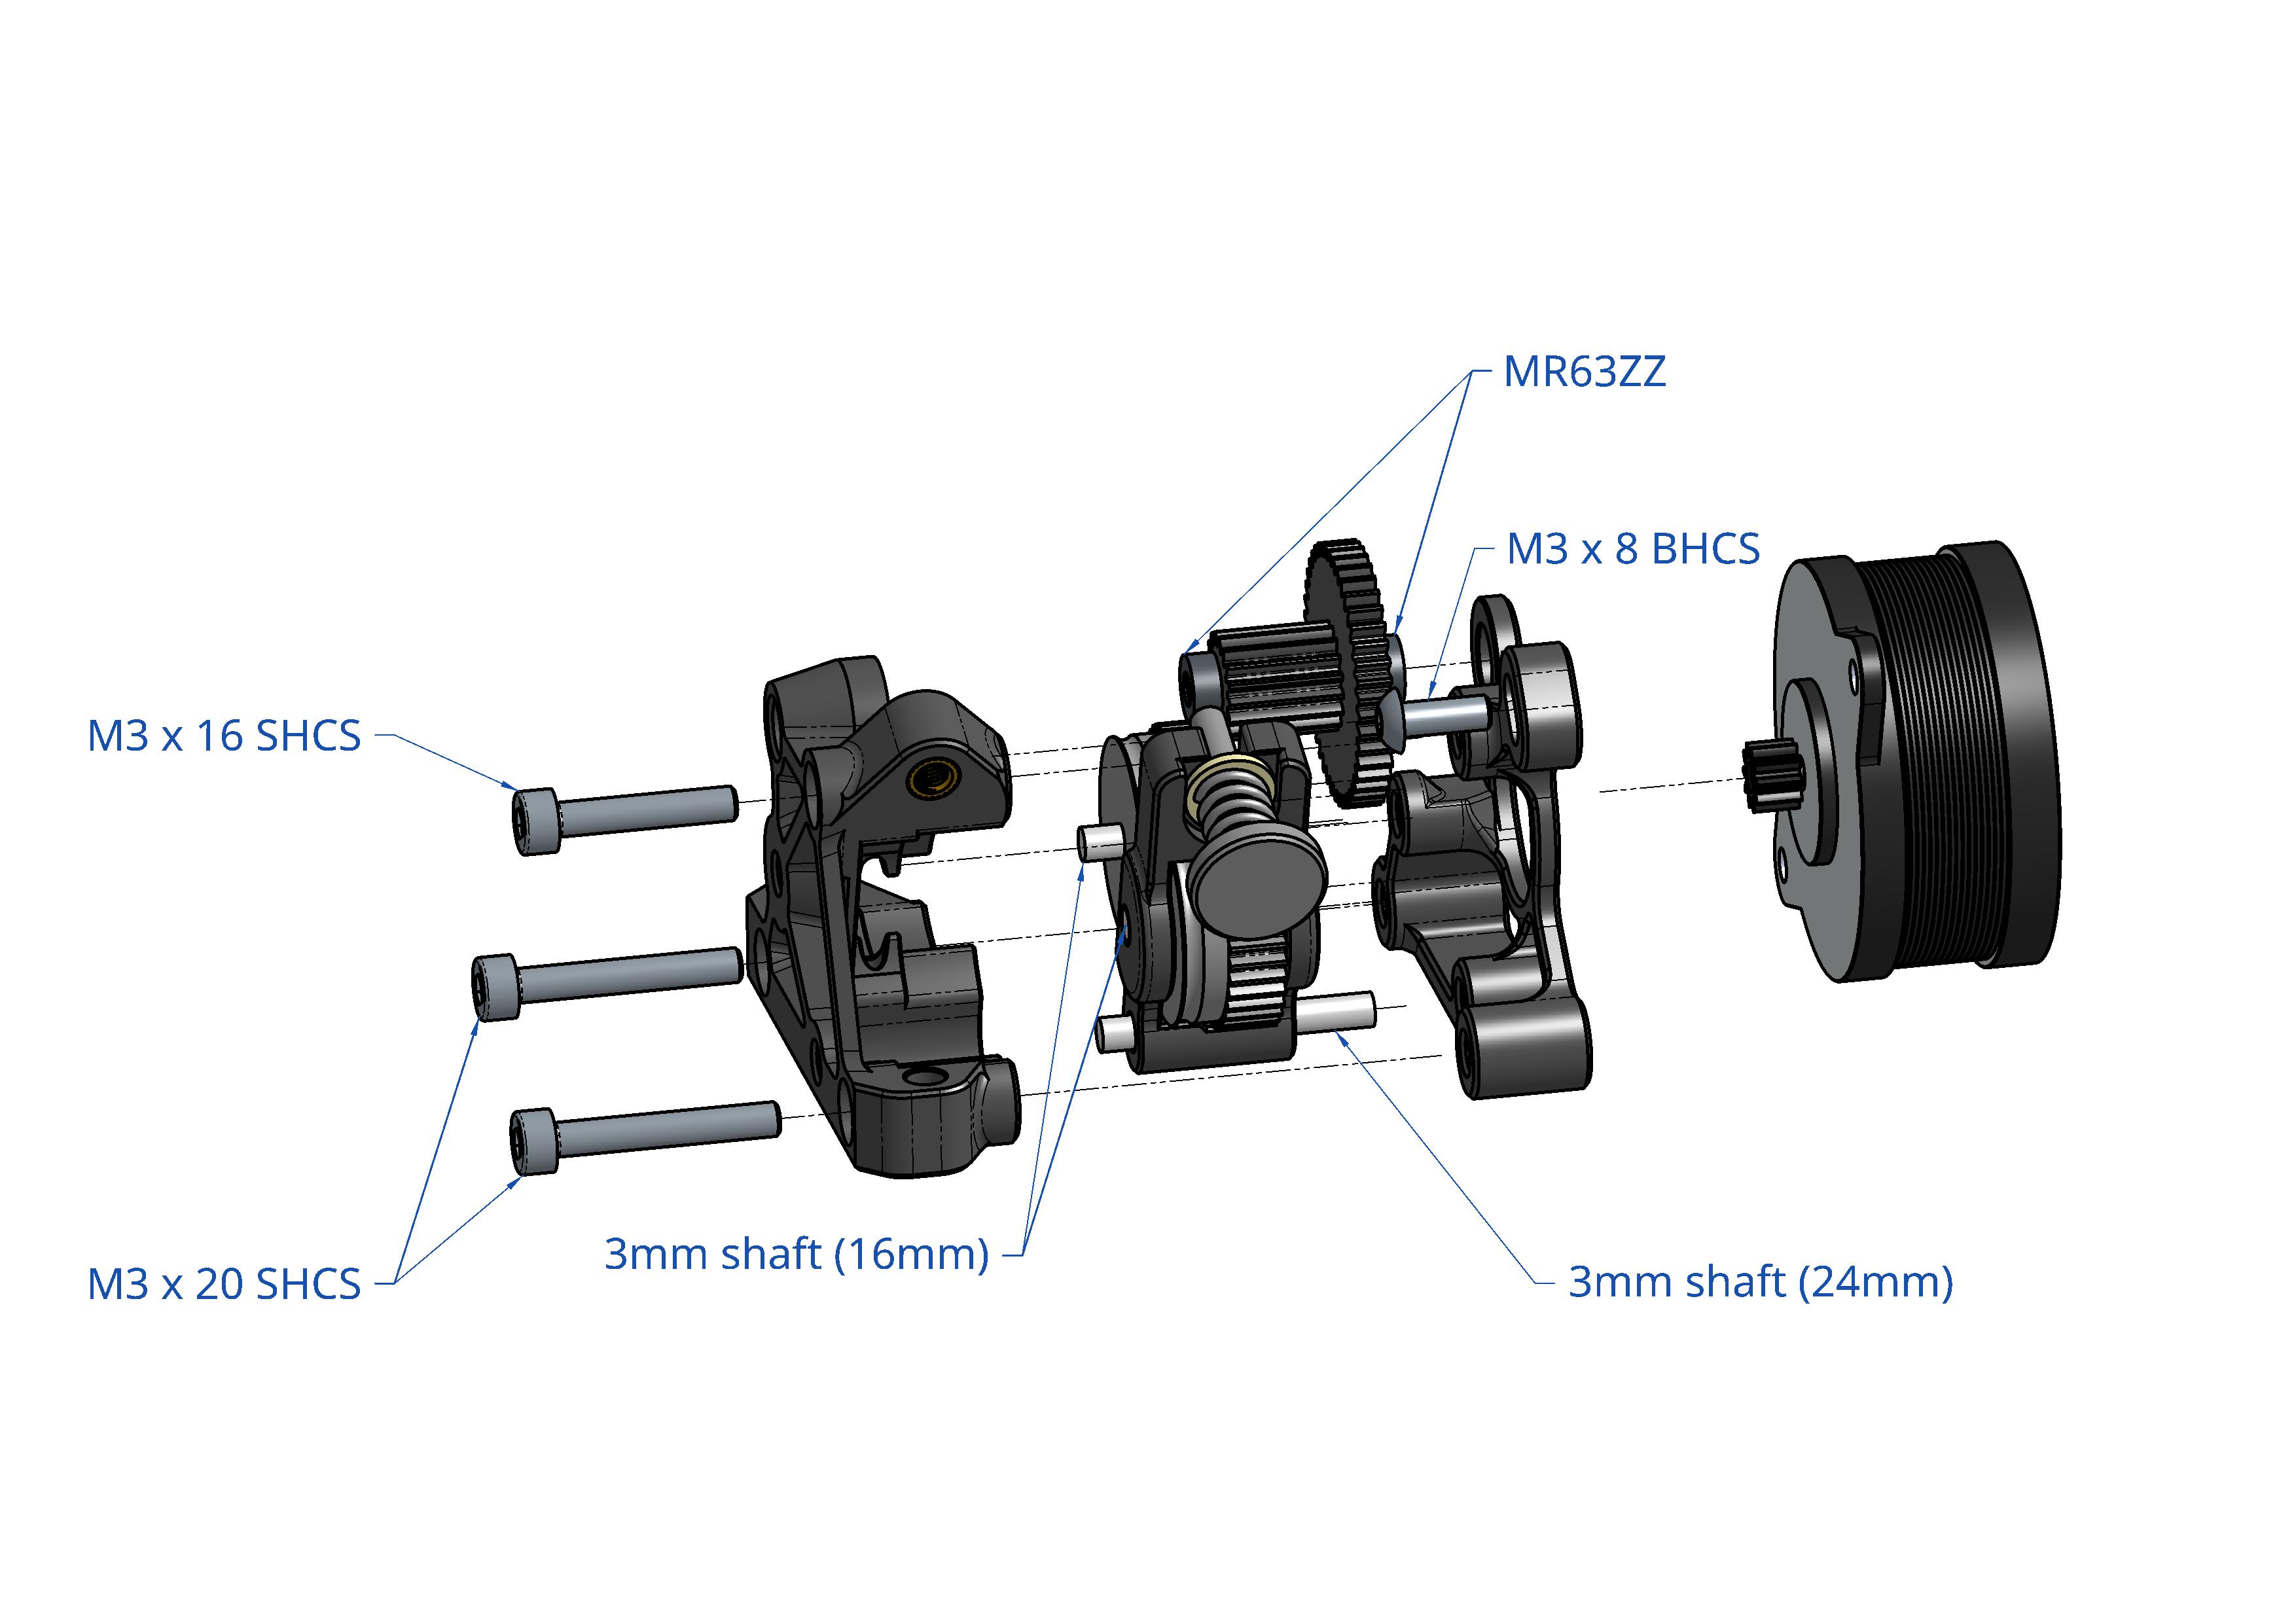 MR63ZZ
M3 x 8 BHCS
M3 x 16 SHCS
3mm shaft (16mm)
M3 x 20 SHCS
3mm shaft (24mm)